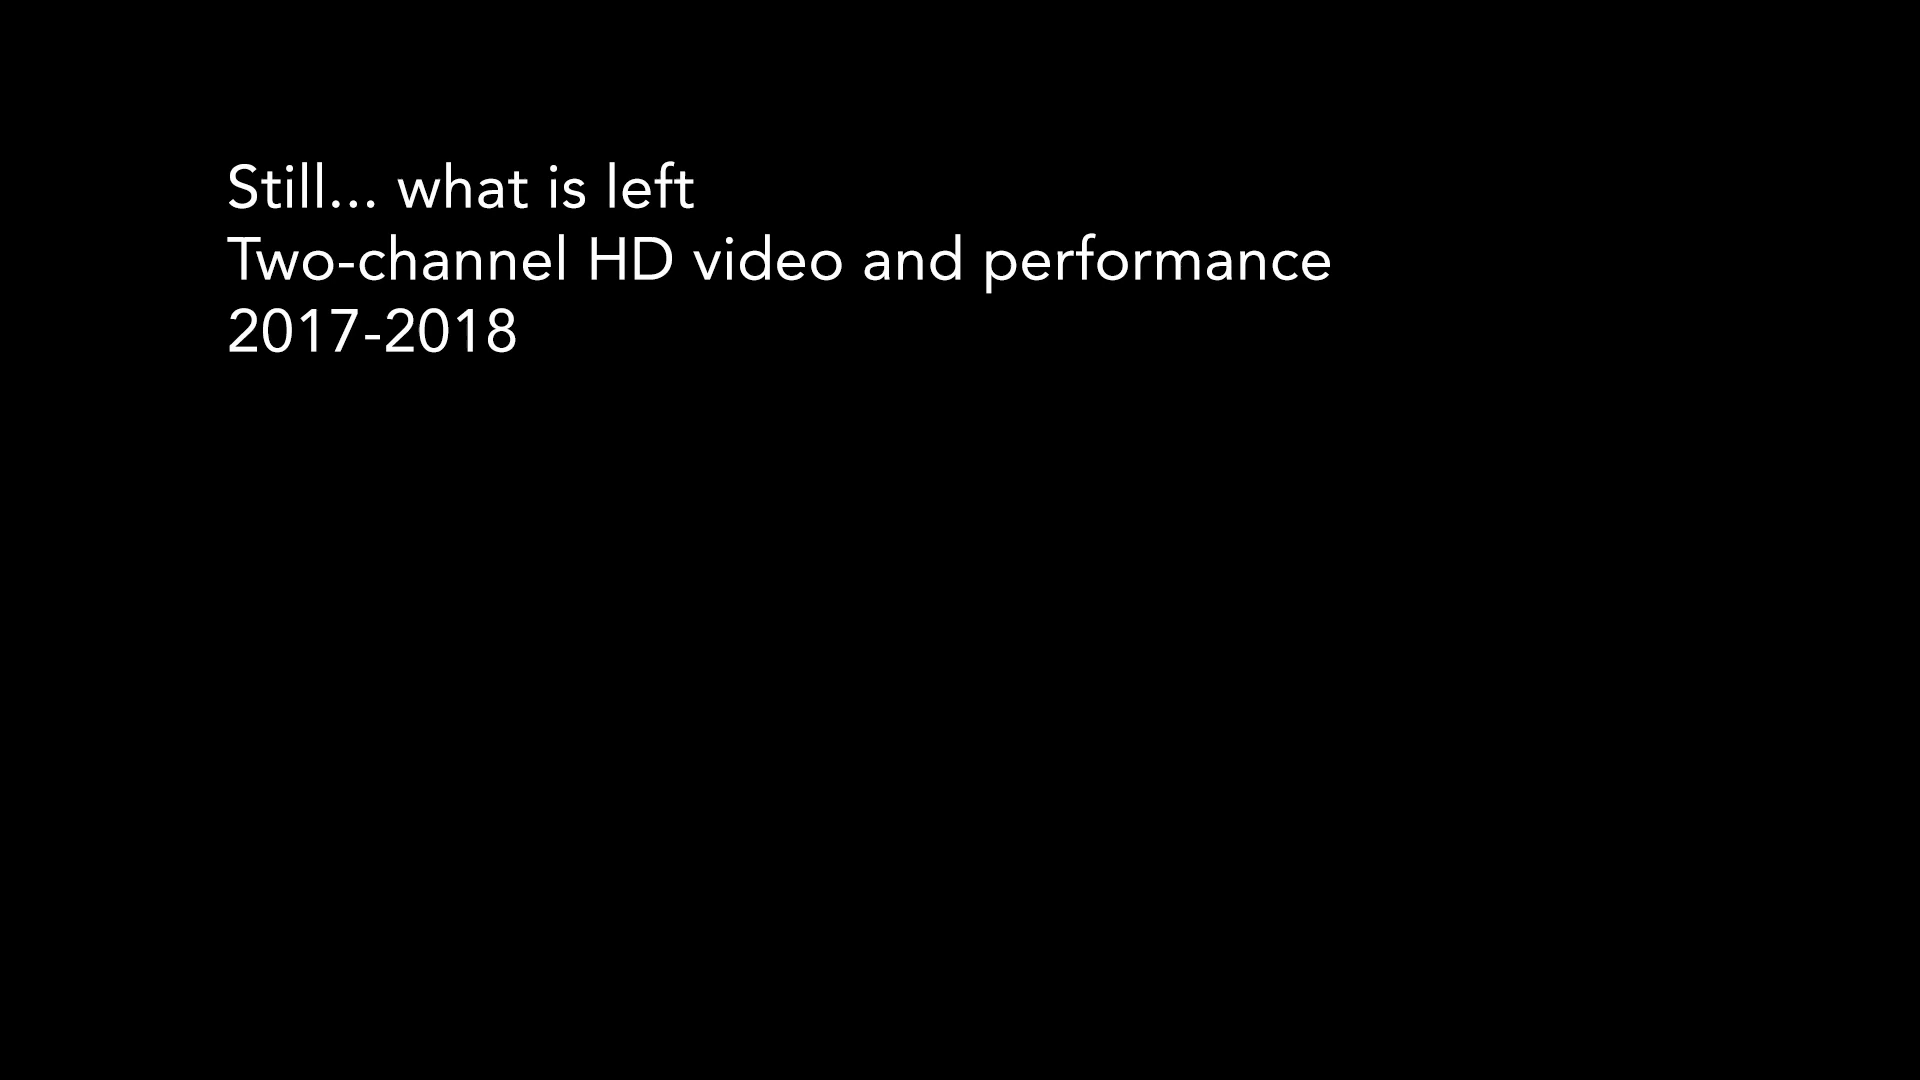 Still... what is left
Two-channel HD video and performance
2017-2018